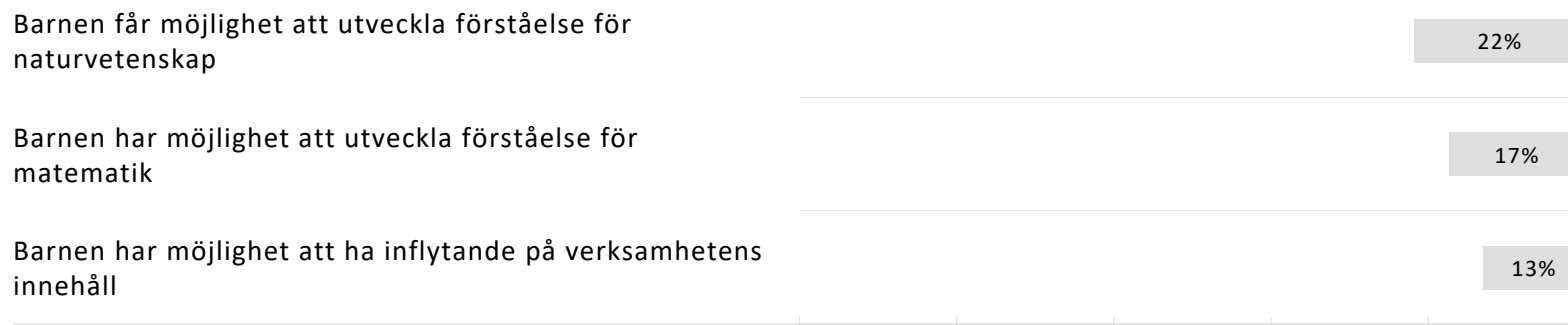 Barnen får möjlighet att utveckla förståelse för
naturvetenskap
22%
Barnen har möjlighet att utveckla förståelse för
matematik
17%
Barnen har möjlighet att ha inflytande på verksamhetens
innehåll
13%